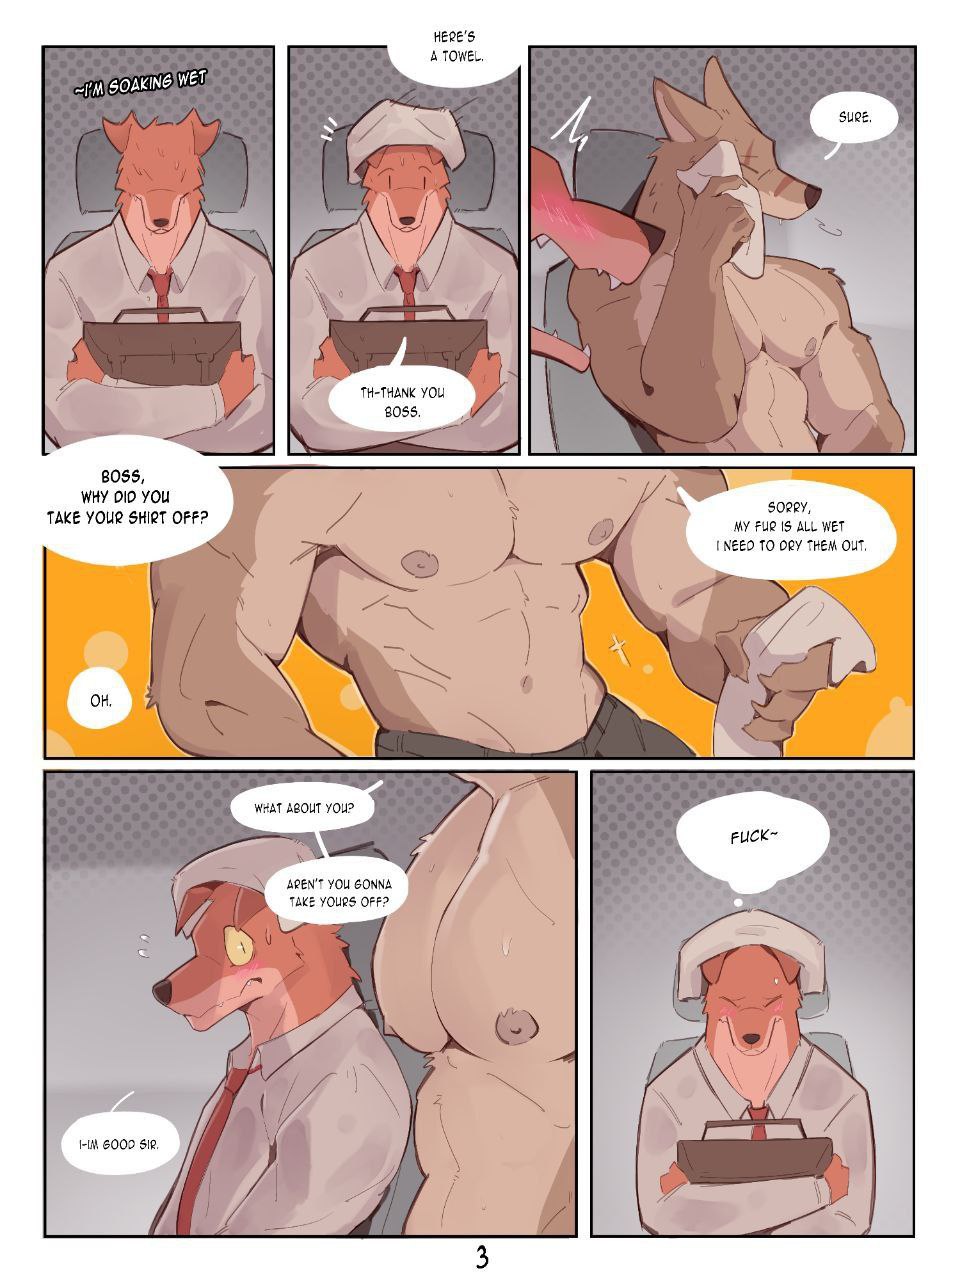 ~I'M SOAKING WET
HERE'S
A TOWEL.
TH-THANK YOU
BOSS.
SURE.
BOSS,
WHY DID YOU
TAKE YOUR SHIRT OFF?
SORRY,
MY FUR IS ALL WET
I NEED TO DRY THEM OUT.
OH.
WHAT ABOUT YOU?
AREN'T YOU GONNA
TAKE YOURS OFF?
I-IM GOOD SIR.
FUCK~
3